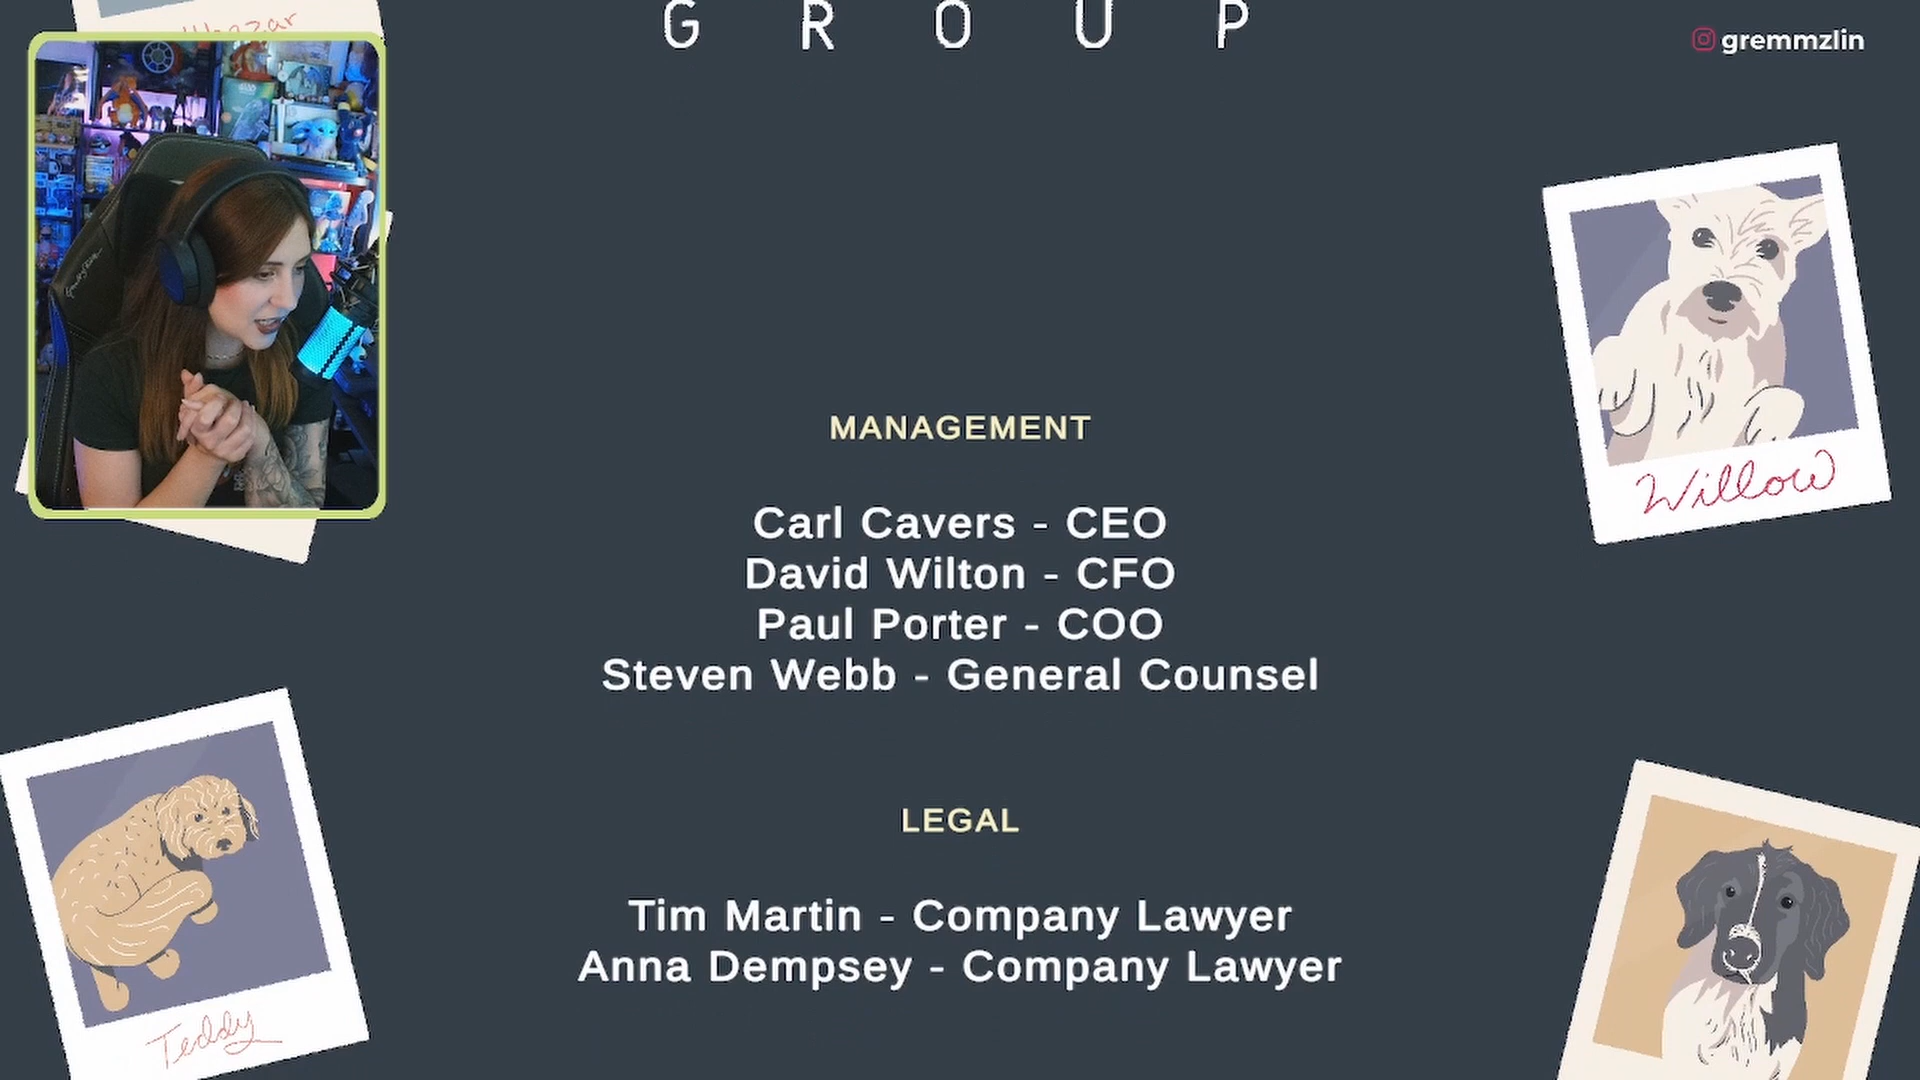 G R O U P
gremmzlin
MANAGEMENT
Carl Cavers - CEO
David Wilton - CFO
Paul Porter - COO
Steven Webb - General Counsel
Willow
LEGAL
Tim Martin - Company Lawyer
Anna Dempsey - Company Lawyer
Teddy